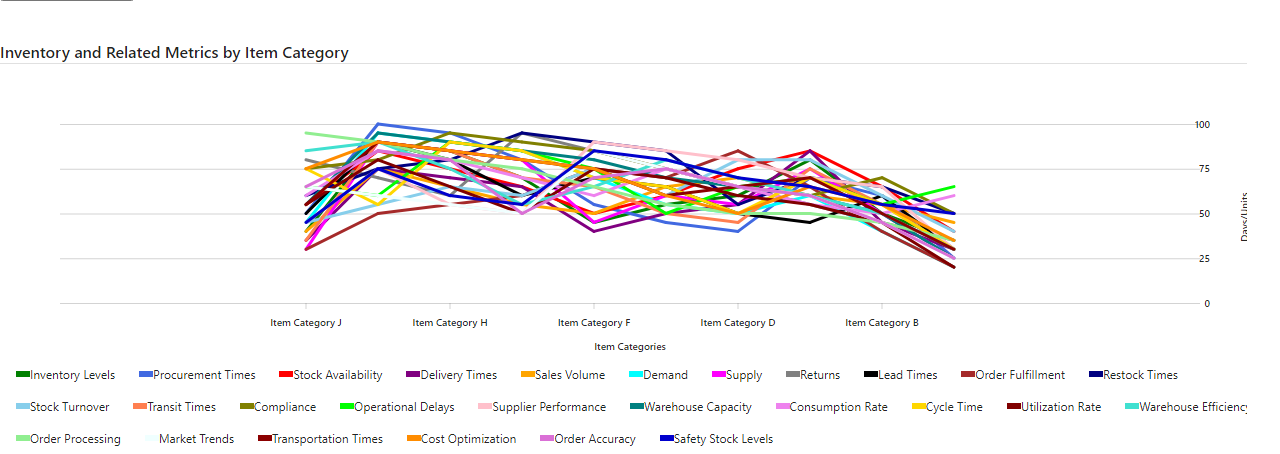 Inventory and Related Metrics by Item Category
100
75
50
25
0
Days/Units
Item Category J Item Category H Item Category F Item Category D Item Category B
Item Categories
Inventory Levels Procurement Times Stock Availability Delivery Times Sales Volume Demand Supply Returns Lead Times Order Fulfillment Restock Times
Stock Turnover Transit Times Compliance Operational Delays Supplier Performance Warehouse Capacity Consumption Rate Cycle Time Utilization Rate Warehouse Efficiency
Order Processing Market Trends Transportation Times Cost Optimization Order Accuracy Safety Stock Levels